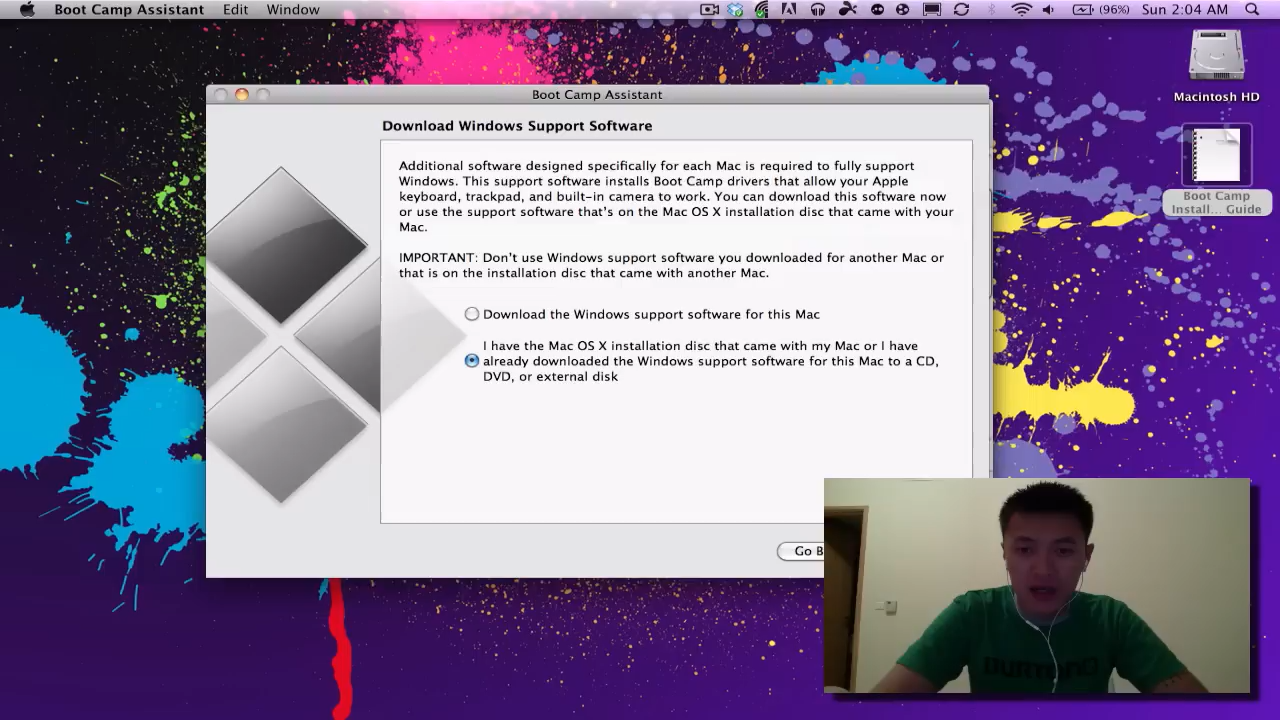 Boot Camp Assistant Edit Window (96%) Sun 2:04 AM
Macintosh HD
Boot Camp
Install... Guide
Boot Camp Assistant
Download Windows Support Software
Additional software designed specifically for each Mac is required to fully support
Windows. This support software installs Boot Camp drivers that allow your Apple
keyboard, trackpad, and built-in camera to work. You can download this software now
or use the support software that's on the Mac OS X installation disc that came with your
Mac.
IMPORTANT: Don't use Windows support software you downloaded for another Mac or
that is on the installation disc that came with another Mac.
Download the Windows support software for this Mac
I have the Mac OS X installation disc that came with my Mac or I have
already downloaded the Windows support software for this Mac to a CD,
DVD, or external disk
Go B
BURTON